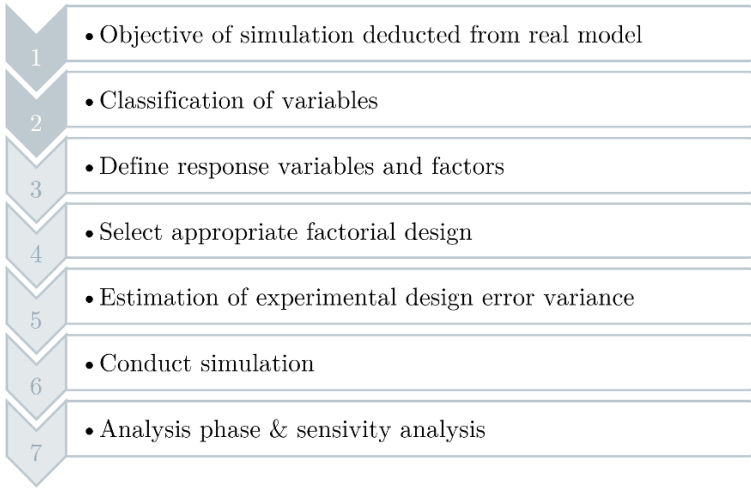 1
• Objective of simulation deducted from real model
2
• Classification of variables
3
• Define response variables and factors
4
• Select appropriate factorial design
5
• Estimation of experimental design error variance
6
• Conduct simulation
7
• Analysis phase & sensivity analysis